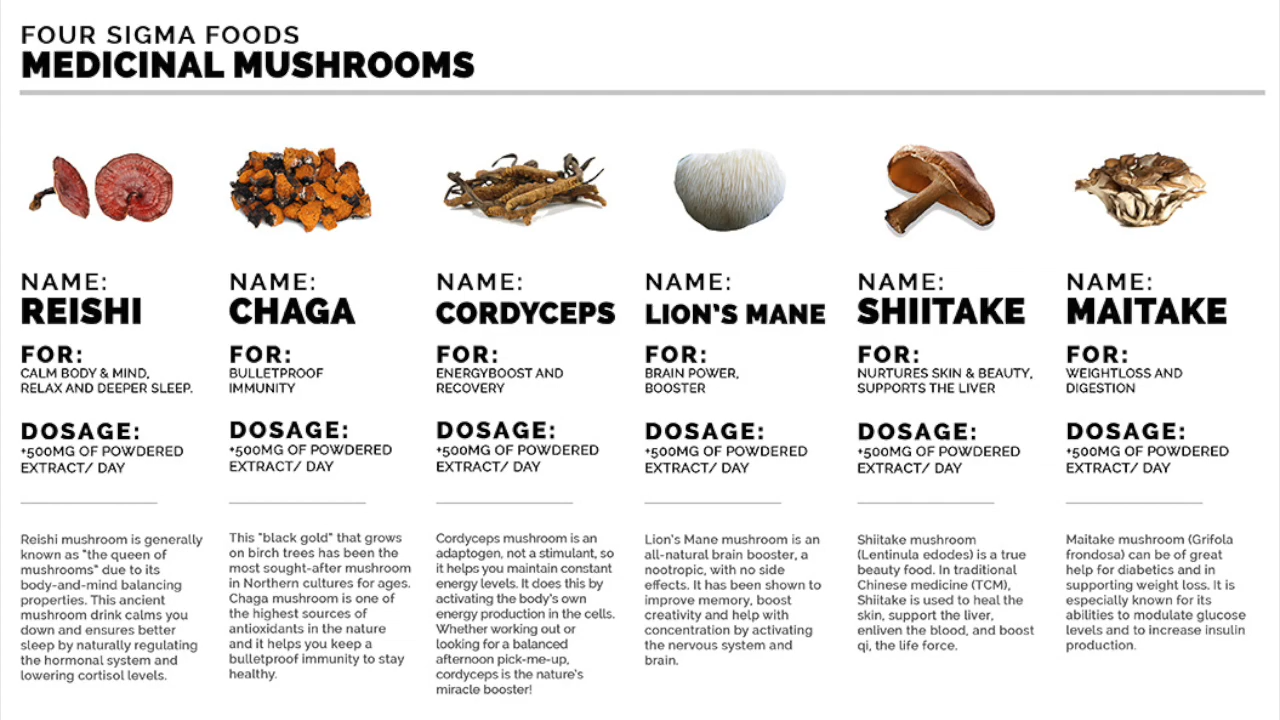 FOUR SIGMA FOODS
MEDICINAL MUSHROOMS
NAME:
REISHI
FOR:
CALM BODY & MIND,
RELAX AND DEEPER SLEEP.
DOSAGE:
+500MG OF POWDERED
EXTRACT/ DAY
Reishi mushroom is generally
known as "the queen of
mushrooms" due to its
body-and-mind balancing
properties. This ancient
mushroom drink calms you
down and ensures better
sleep by naturally regulating
the hormonal system and
lowering cortisol levels.
NAME:
CHAGA
FOR:
BULLETPROOF
IMMUNITY
DOSAGE:
+500MG OF POWDERED
EXTRACT/ DAY
This "black gold" that grows
on birch trees has been the
most sought-after mushroom
in Northern cultures for ages.
Chaga mushroom is one of
the highest sources of
antioxidants in the nature
and it helps you keep a
bulletproof immunity to stay
healthy.
NAME:
CORDYCEPS
FOR:
ENERGYBOOST AND
RECOVERY
DOSAGE:
+500MG OF POWDERED
EXTRACT/ DAY
Cordyceps mushroom is an
adaptogen, not a stimulant, so
it helps you maintain constant
energy levels. It does this by
activating the body's own
energy production in the cells.
Whether working out or
looking for a balanced
afternoon pick-me-up,
cordyceps is the nature's
miracle booster!
NAME:
LION'S MANE
FOR:
BRAIN POWER,
BOOSTER
DOSAGE:
+500MG OF POWDERED
EXTRACT/ DAY
Lion's Mane mushroom is an
all-natural brain booster, a
nootropic, with no side
effects. It has been shown to
improve memory, boost
creativity and help with
concentration by activating
the nervous system and
brain.
NAME:
SHIITAKE
FOR:
NURTURES SKIN & BEAUTY,
SUPPORTS THE LIVER
DOSAGE:
+500MG OF POWDERED
EXTRACT/ DAY
Shiitake mushroom
(Lentinula edodes) is a true
beauty food. In traditional
Chinese medicine (TCM),
Shiitake is used to heal the
skin, support the liver,
enliven the blood, and boost
qi, the life force.
NAME:
MAITAKE
FOR:
WEIGHTLOSS AND
DIGESTION
DOSAGE:
+500MG OF POWDERED
EXTRACT/ DAY
Maitake mushroom (Grifola
frondosa) can be of great
help for diabetics and in
supporting weight loss. It is
especially known for its
abilities to modulate glucose
levels and to increase insulin
production.